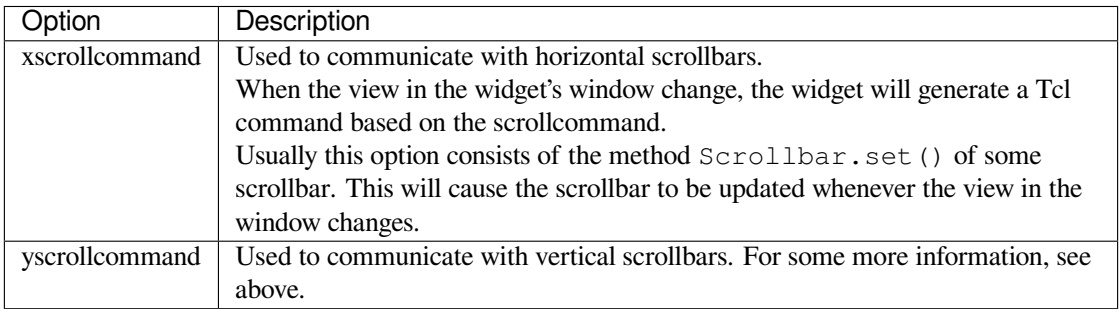 Option Description
xscrollcommand Used to communicate with horizontal scrollbars.
When the view in the widget's window change, the widget will generate a Tcl
command based on the scrollcommand.
Usually this option consists of the method Scrollbar.set() of some
scrollbar. This will cause the scrollbar to be updated whenever the view in the
window changes.
yscrollcommand Used to communicate with vertical scrollbars. For some more information, see
above.